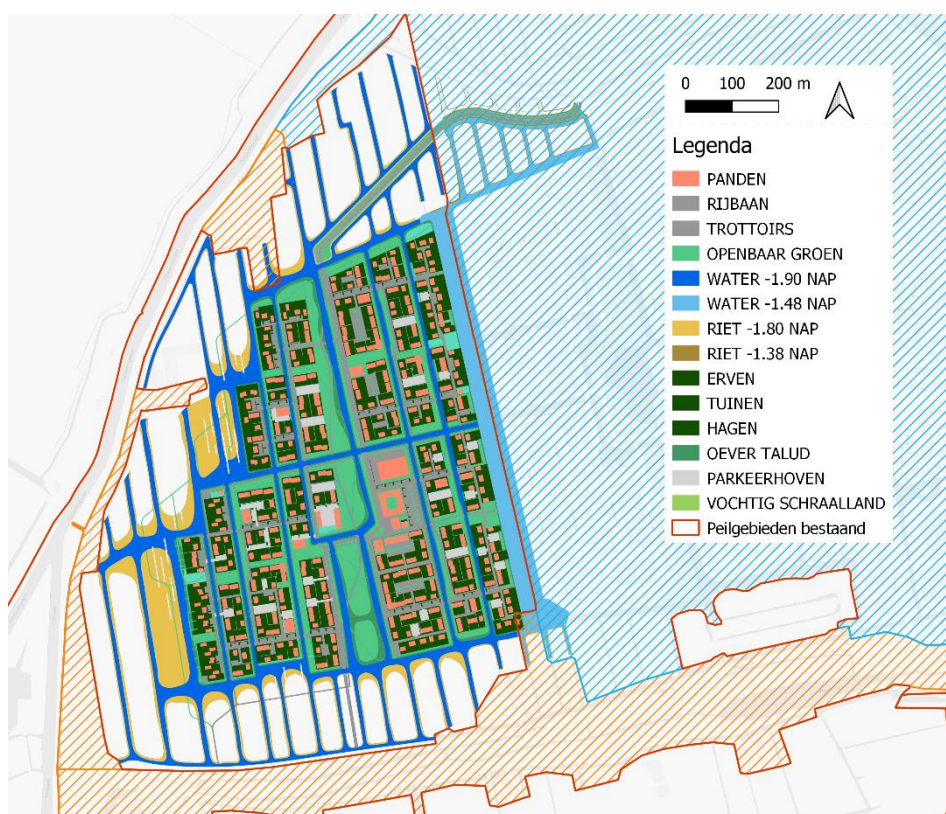 0 100 200 m
Legenda
PANDEN
RIJBAAN
TROTTOIRS
OPENBAAR GROEN
WATER -1.90 NAP
WATER -1.48 NAP
RIET -1.80 NAP
RIET -1.38 NAP
ERVEN
TUINEN
HAGEN
OEVER TALUD
PARKEERHOVEN
VOCHTIG SCHRAALLAND
Peilgebieden bestaand